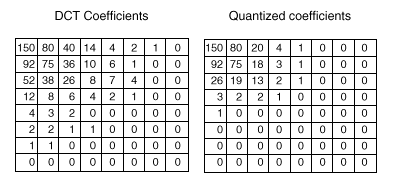 DCT Coefficients Quantized coefficients
150 80 40 14 4 2 1 0 150 80 20 4 1 0 0 0
92 75 36 10 6 1 0 0 92 75 18 3 1 0 0 0
52 38 26 8 7 4 0 0 26 19 13 2 1 0 0 0
12 8 6 4 2 1 0 0 3 2 2 1 0 0 0 0
4 3 2 0 0 0 0 0 1 0 0 0 0 0 0 0
2 2 1 1 0 0 0 0 0 0 0 0 0 0 0 0
1 1 0 0 0 0 0 0 0 0 0 0 0 0 0 0
0 0 0 0 0 0 0 0 0 0 0 0 0 0 0 0